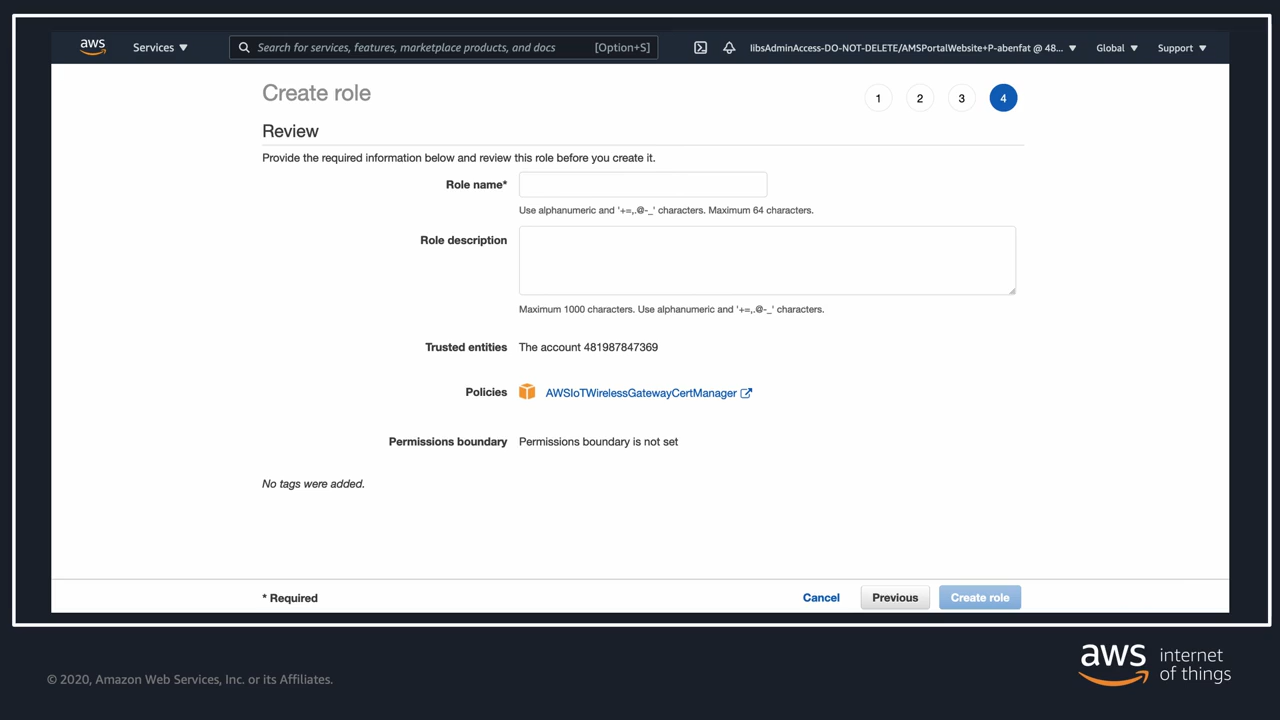 aws
Services
Search for services, features, marketplace products, and docs
[Option+S]
libsAdminAccess-DO-NOT-DELETE/AMSPortalWebsite+P-abenfat @ 48...
Global
Support
Create role
1
2
3
4
Review
Provide the required information below and review this role before you create it.
Role name*
Use alphanumeric and '+=,.@-_' characters. Maximum 64 characters.
Role description
Maximum 1000 characters. Use alphanumeric and '+=,.@-_' characters.
Trusted entities The account 481987847369
Policies AWSIoTWirelessGatewayCertManager
Permissions boundary Permissions boundary is not set
No tags were added.
* Required
Cancel
Previous
Create role
© 2020, Amazon Web Services, Inc. or its Affiliates.
aws internet
of things